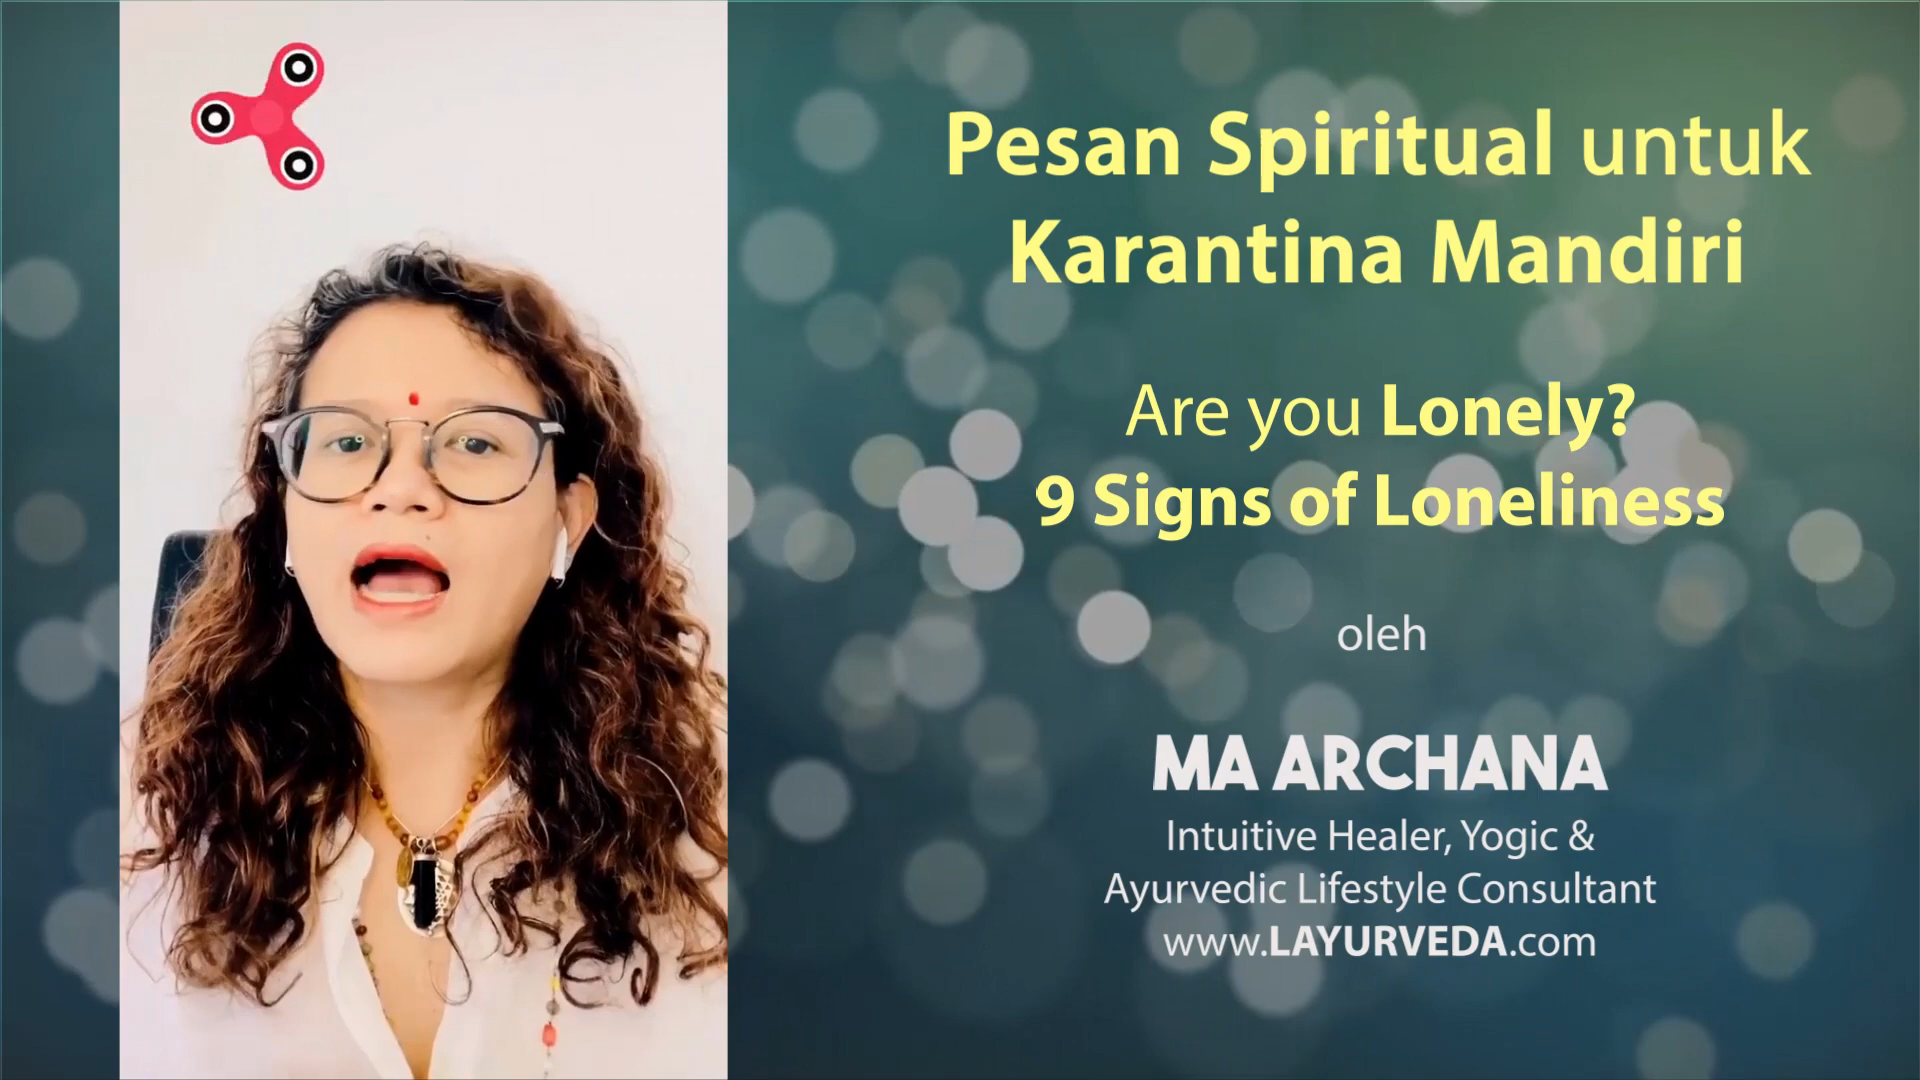 Pesan Spiritual untuk
Karantina Mandiri
Are you Lonely?
9 Signs of Loneliness
oleh
MA ARCHANA
Intuitive Healer, Yogic &
Ayurvedic Lifestyle Consultant
www.LAYURVEDA.com